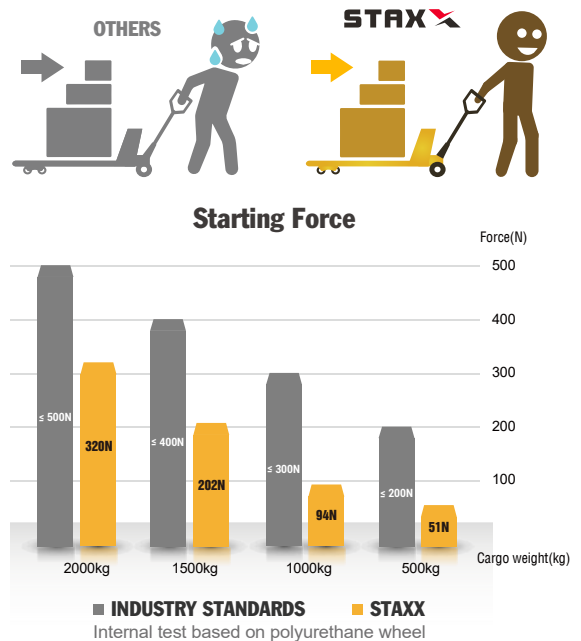 OTHERS
STAXX
Starting Force
Force(N)
500
400
300
200
100
≤ 500N
320N
≤ 400N
202N
≤ 300N
94N
≤ 200N
51N
2000kg
1500kg
1000kg
500kg
Cargo weight(kg)
INDUSTRY STANDARDS
STAXX
Internal test based on polyurethane wheel